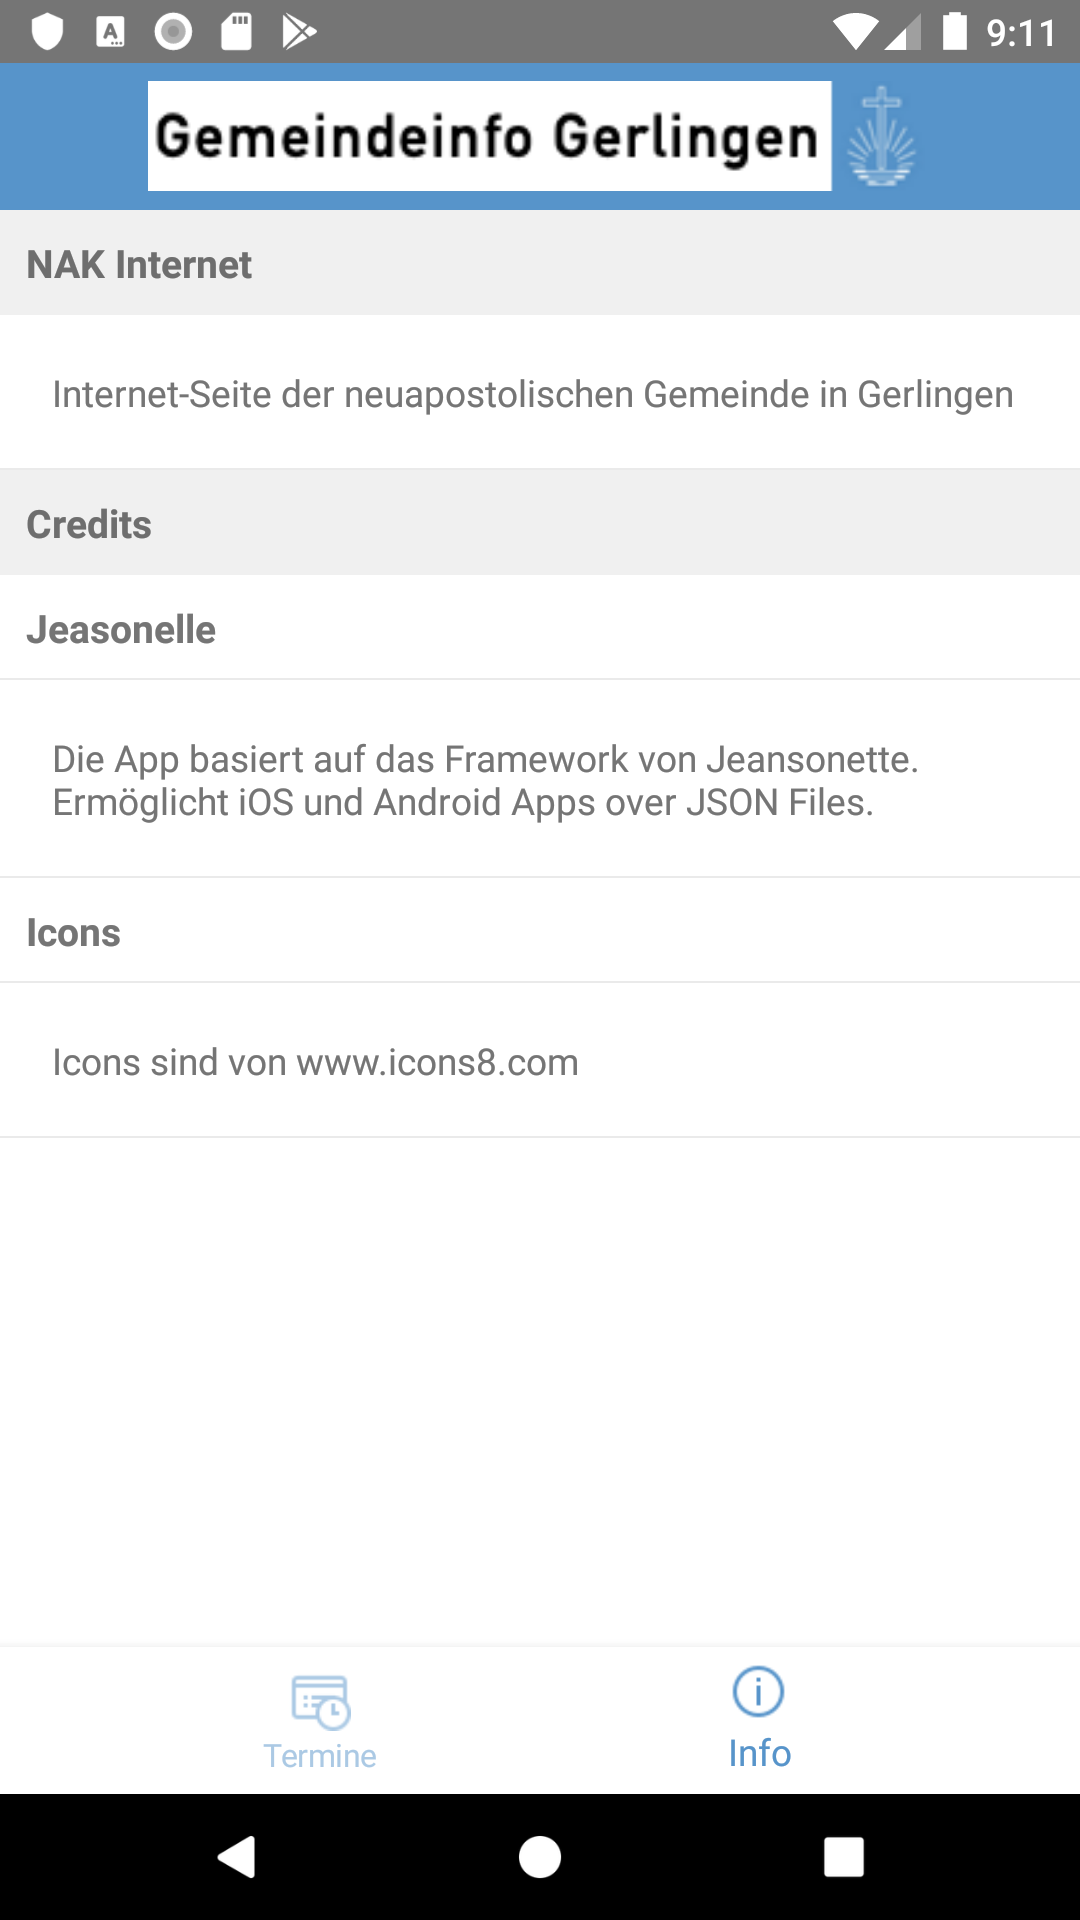 9:11
Gemeindeinfo Gerlingen
NAK Internet
Internet-Seite der neuapostolischen Gemeinde in Gerlingen
Credits
Jeasonelle
Die App basiert auf das Framework von Jeansonette.
Ermöglicht iOS und Android Apps over JSON Files.
Icons
Icons sind von www.icons8.com
Termine
Info